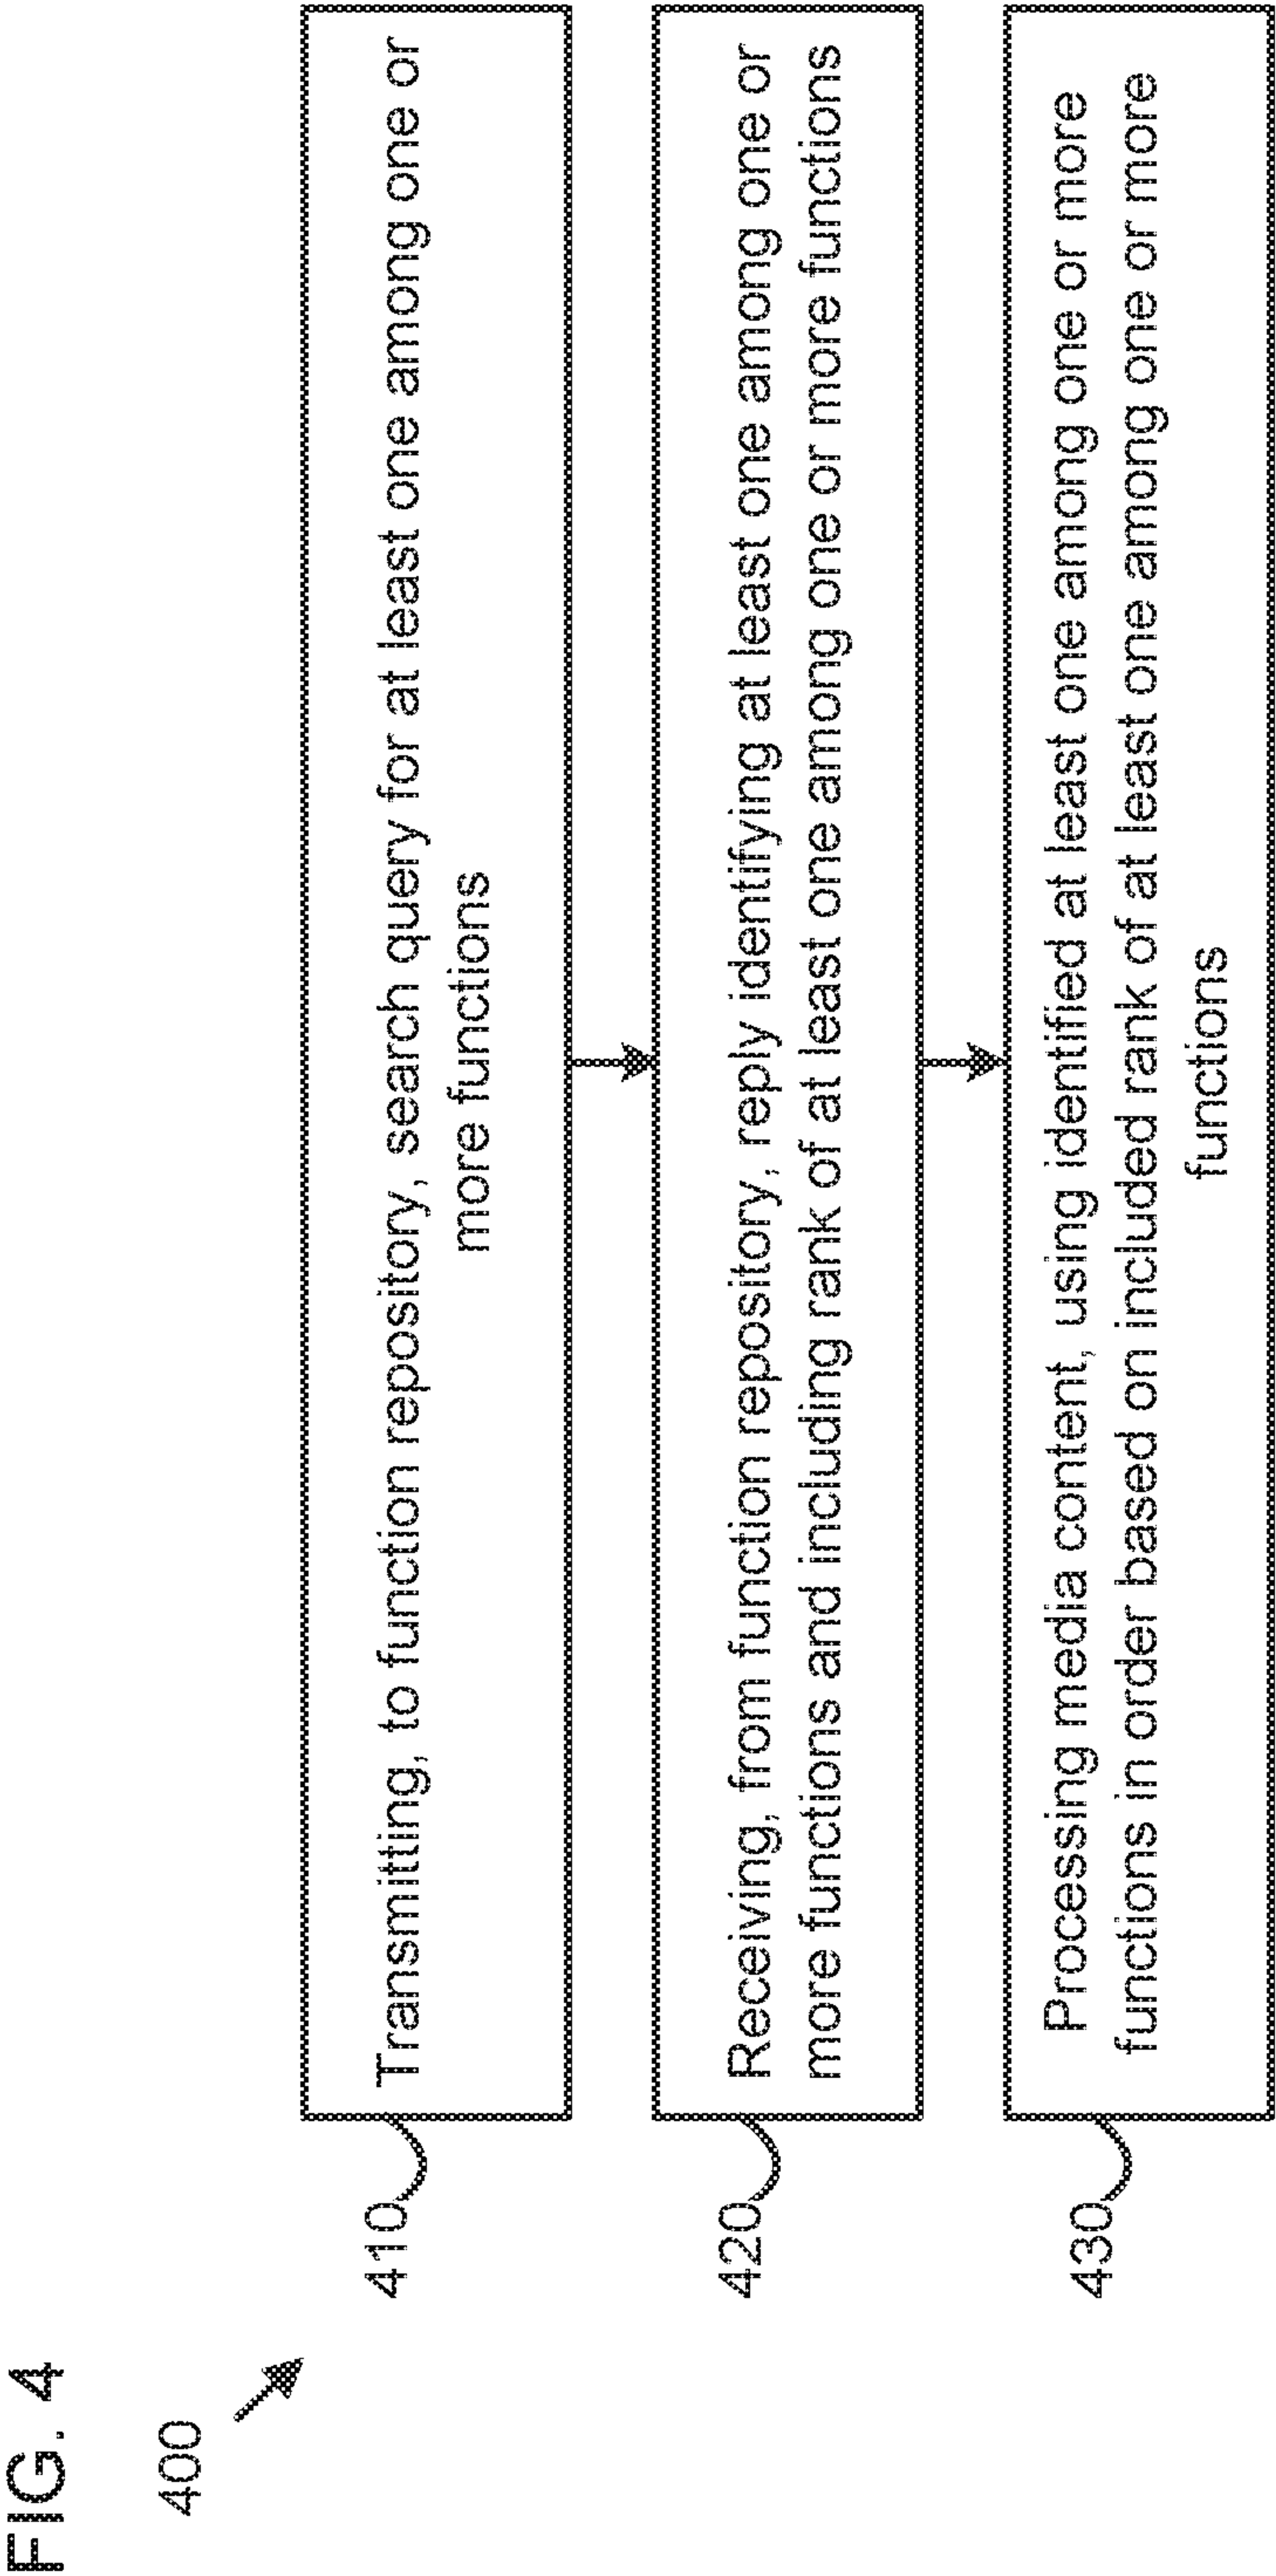 FIG. 4
400
410
Transmitting, to function repository, search query for at least one among one or
more functions
420
Receiving, from function repository, reply identifying at least one among one or
more functions and including rank of at least one among one or more functions
430
Processing media content, using identified at least one among one or more
functions in order based on included rank of at least one among one or more
functions